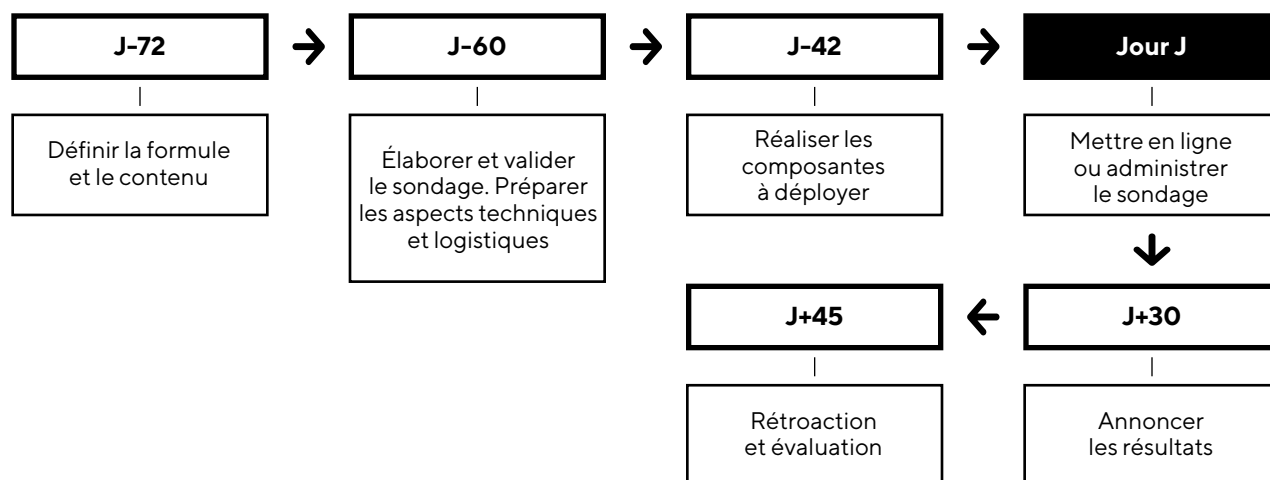 J-72
J-60
J-42
Jour J
Définir la formule
et le contenu
Élaborer et valider
le sondage. Préparer
les aspects techniques
et logistiques
Réaliser les
composantes
à déployer
Mettre en ligne
ou administrer
le sondage
J+45
J+30
Rétroaction
et évaluation
Annoncer
les résultats